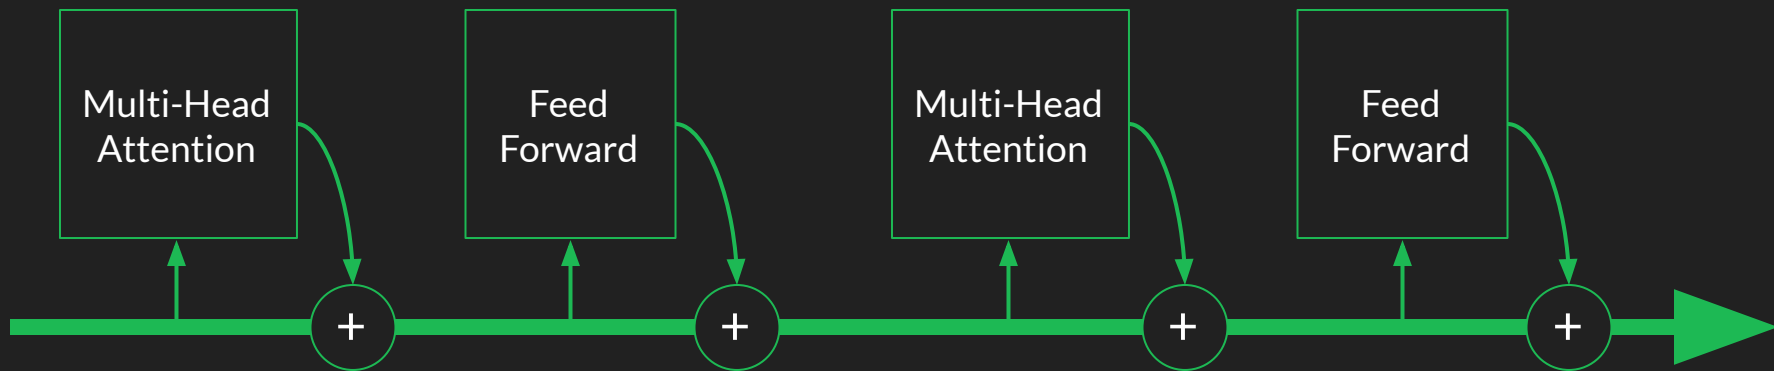 Multi-Head
Attention
Feed
Forward
Multi-Head
Attention
Feed
Forward
+
+
+
+